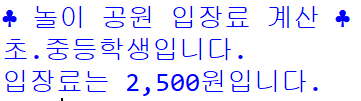 ♣ 놀이 공원 입장료 계산 ♣
초.중등학생입니다.
입장료는 2,500원입니다.